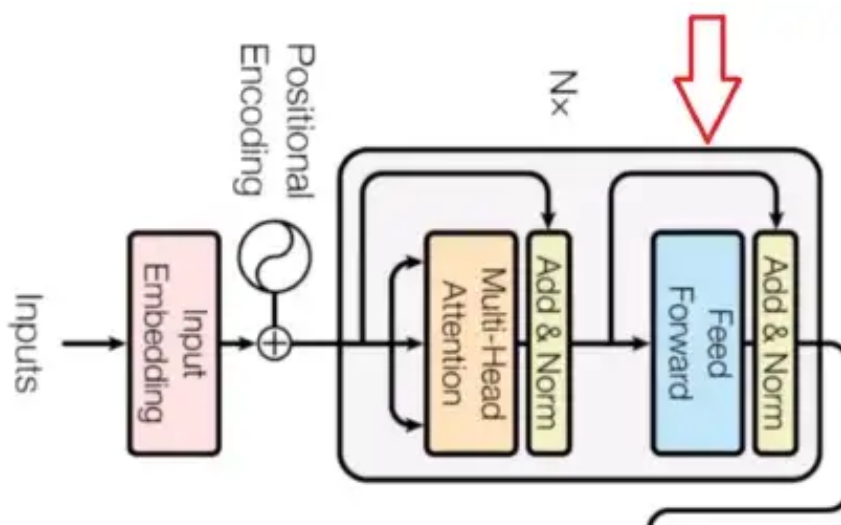 Inputs
Input
Embedding
Positional
Encoding
Nx
Multi-Head
Attention
Add & Norm
Feed
Forward
Add & Norm